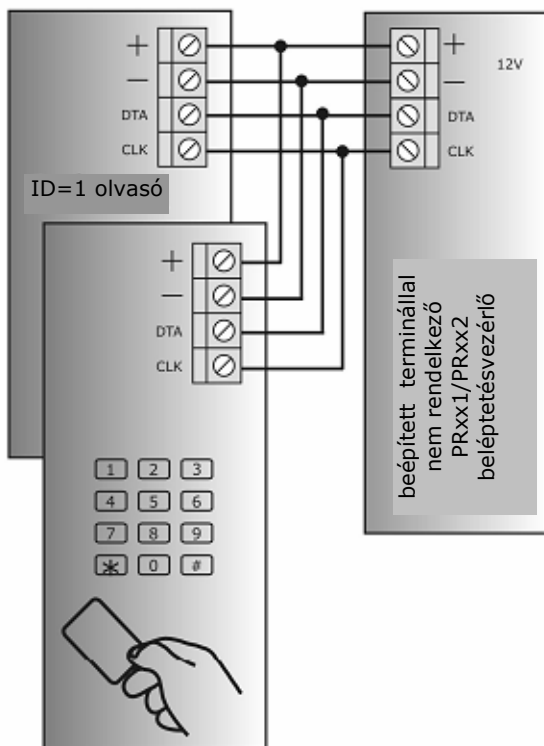 +
−
DTA
CLK
ID=1 olvasó
+
−
DTA
CLK
12V
+
−
DTA
CLK
1 2 3
4 5 6
7 8 9
* 0 #
beépített terminállal
nem rendelkező
PRxx1/PRxx2
beléptetésvezérlő